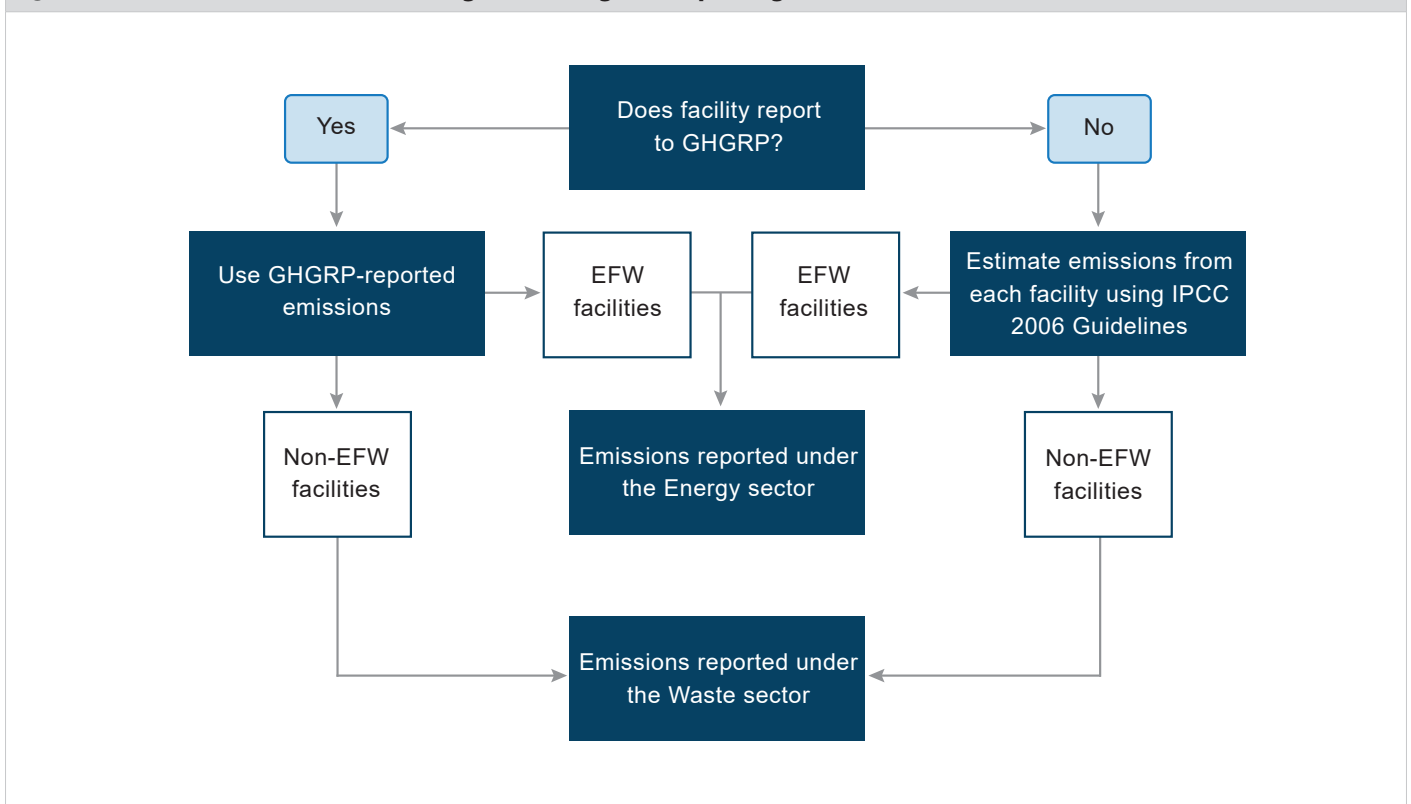 Does facility report
to GHGRP?
Yes
No
Use GHGRP-reported
emissions
EFW
facilities
EFW
facilities
Estimate emissions from
each facility using IPCC
2006 Guidelines
Non-EFW
facilities
Emissions reported under
the Energy sector
Non-EFW
facilities
Emissions reported under
the Waste sector